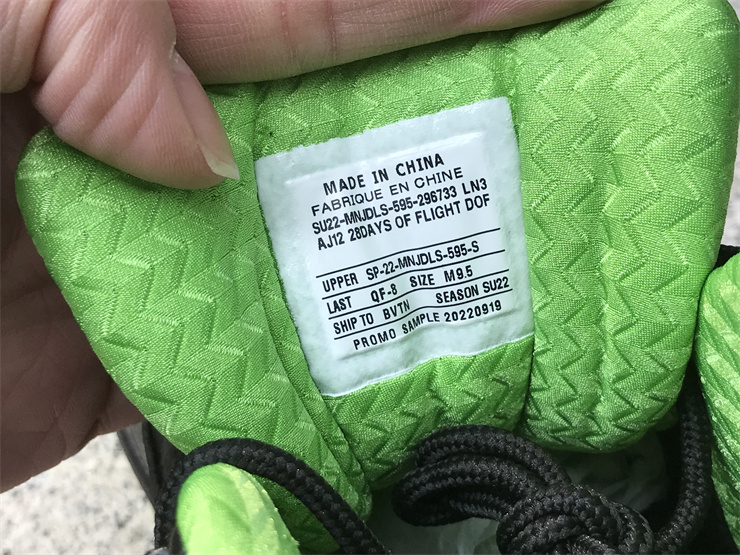 MADE IN CHINA
FABRIQUE EN CHINE
SU22-MNJDLS-595-296733 LN3
AJ12 28DAYS OF FLIGHT DOF
UPPER SP-22-MNJDLS-595-S
LAST QF-8 SIZE M9.5
SHIP TO BVTN SEASON SU22
PROMO SAMPLE 20220919